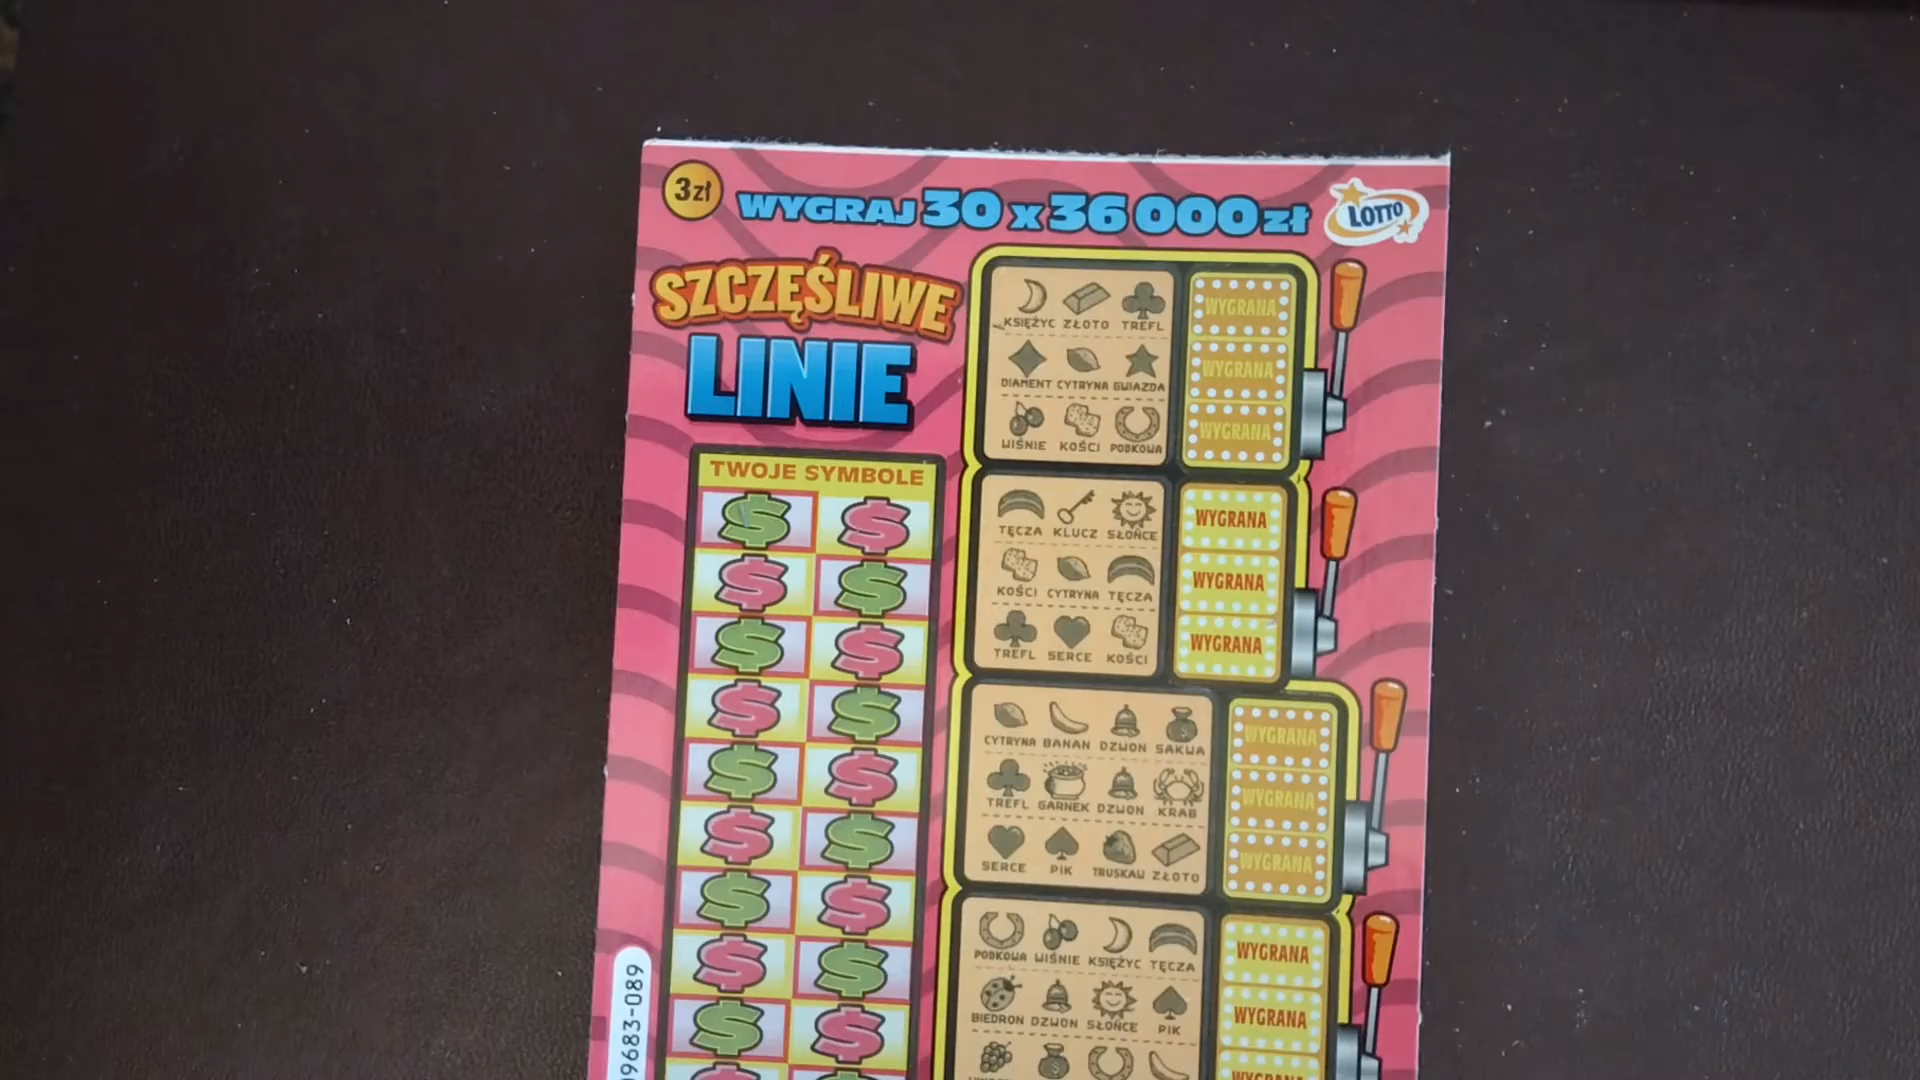 3zł
WYGRAJ 30 x 36 000 zł
LOTTO
SZCZĘŚLIWE
LINIE
TWOJE SYMBOLE
KSIĘŻYC ZŁOTO TREFL
WYGRANA
DIAMENT CYTRYNA GWIAZDA
WYGRANA
WIŚNIE KOŚCI PODKOWA
WYGRANA
TĘCZA KLUCZ SŁOŃCE
WYGRANA
KOŚCI CYTRYNA TĘCZA
WYGRANA
TREFL SERCE KOŚCI
WYGRANA
CYTRYNA BANAN DZWON SAKWA
WYGRANA
TREFL GARNEK DZWON KRAB
WYGRANA
SERCE PIK TRUSKAW ZŁOTO
WYGRANA
PODKOWA WIŚNIE KSIĘŻYC TĘCZA
WYGRANA
BIEDRON DZWON SŁOŃCE PIK
WYGRANA
WYGRANA
09683-089